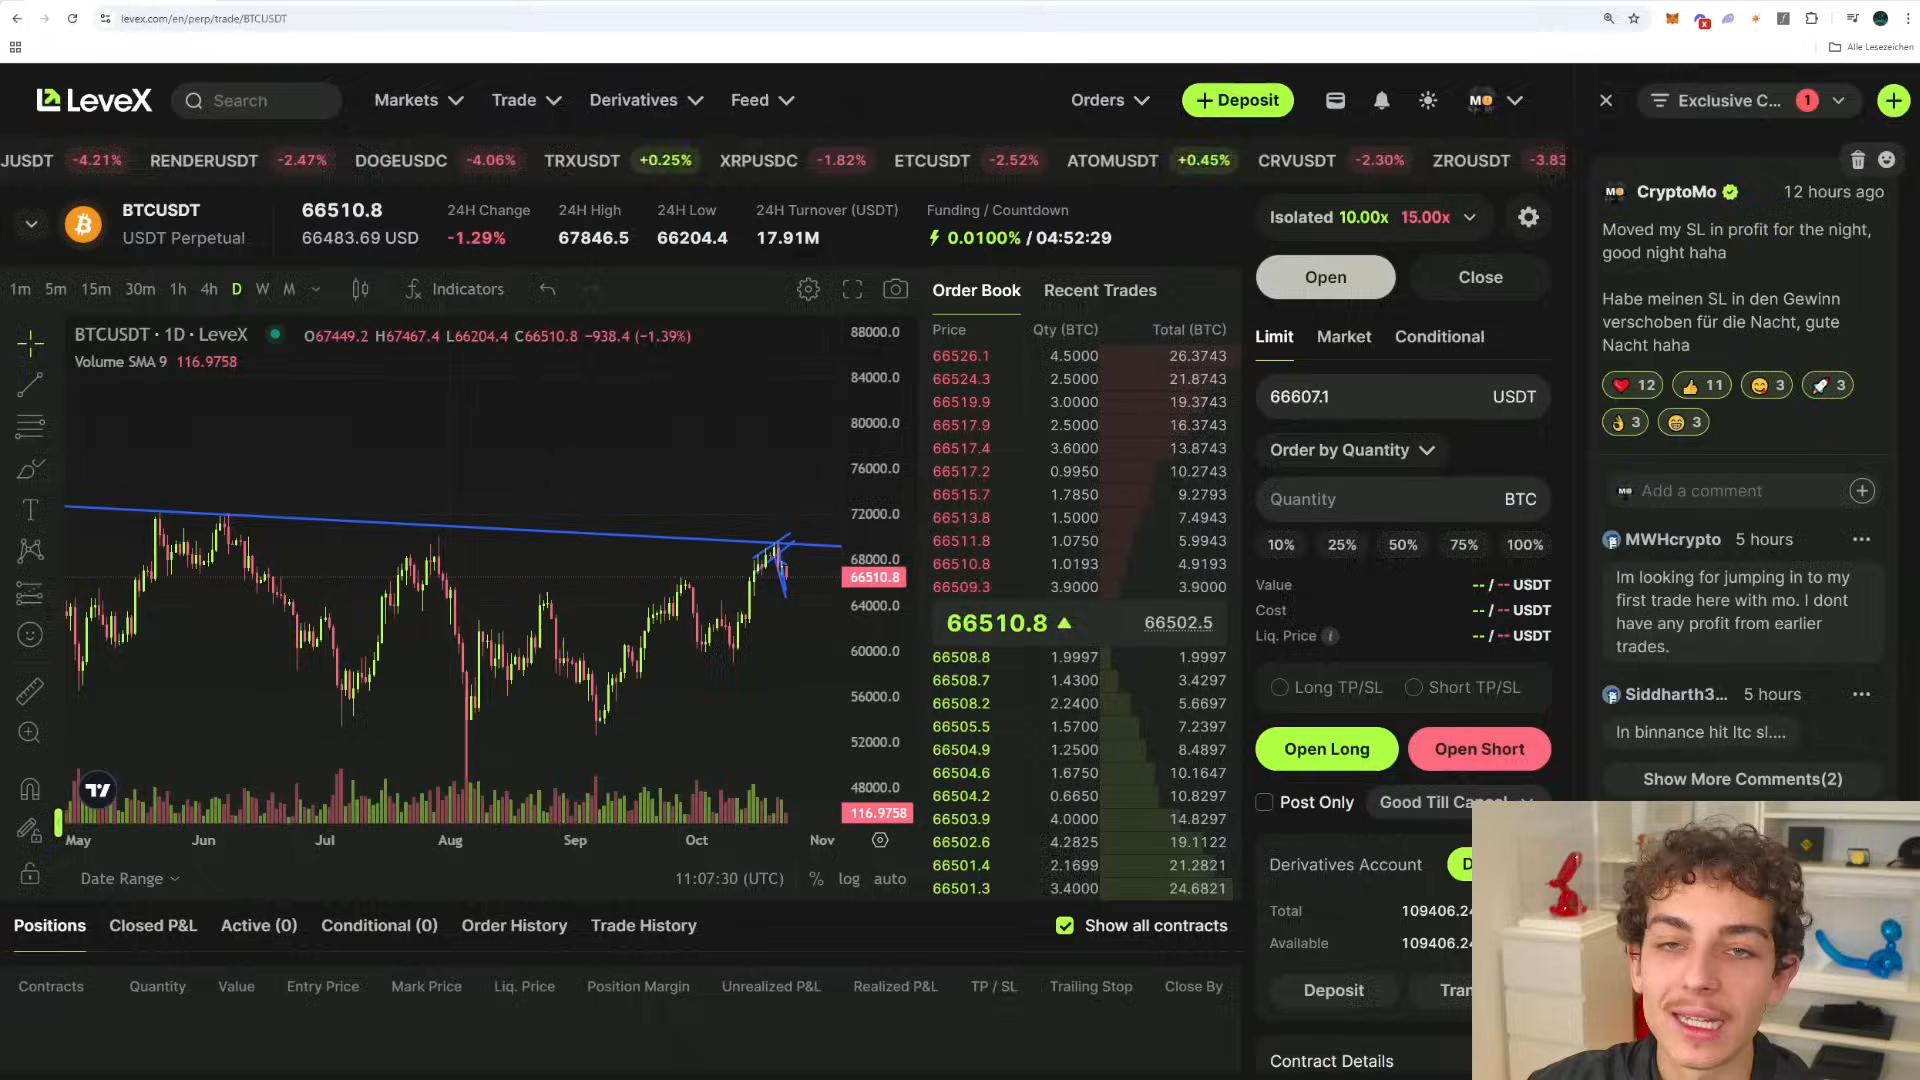 levex.com/en/perp/trade/BTCUSDT
Alle Lesezeichen
LeveX
Search
Markets
Trade
Derivatives
Feed
Orders
+ Deposit
MO
Exclusive C...
1
JUSDT -4.21% RENDERUSDT -2.47% DOGEUSDC -4.06% TRXUSDT +0.25% XRPUSDC -1.82% ETCUSDT -2.52% ATOMUSDT +0.45% CRVUSDT -2.30% ZROUSDT -3.83
BTCUSDT
USDT Perpetual
66510.8
66483.69 USD
24H Change
-1.29%
24H High
67846.5
24H Low
66204.4
24H Turnover (USDT)
17.91M
Funding / Countdown
0.0100% / 04:52:29
Isolated 10.00x 15.00x
1m 5m 15m 30m 1h 4h D W M
Indicators
BTCUSDT · 1D · LeveX
O67449.2 H67467.4 L66204.4 C66510.8 −938.4 (−1.39%)
Volume SMA 9 116.9758
88000.0
84000.0
80000.0
76000.0
72000.0
68000.0
66510.8
64000.0
60000.0
56000.0
52000.0
48000.0
116.9758
May Jun Jul Aug Sep Oct Nov
Date Range
11:07:30 (UTC)
% log auto
Order Book
Recent Trades
Price Qty (BTC) Total (BTC)
66526.1 4.5000 26.3743
66524.3 2.5000 21.8743
66519.9 3.0000 19.3743
66517.9 2.5000 16.3743
66517.4 3.6000 13.8743
66517.2 0.9950 10.2743
66515.7 1.7850 9.2793
66513.8 1.5000 7.4943
66511.8 1.0750 5.9943
66510.8 1.0193 4.9193
66509.3 3.9000 3.9000
66510.8 66502.5
66508.8 1.9997 1.9997
66508.7 1.4300 3.4297
66508.2 2.2400 5.6697
66505.5 1.5700 7.2397
66504.9 1.2500 8.4897
66504.6 1.6750 10.1647
66504.2 0.6650 10.8297
66503.9 4.0000 14.8297
66502.6 4.2825 19.1122
66501.4 2.1699 21.2821
66501.3 3.4000 24.6821
Open
Close
Limit
Market
Conditional
66607.1 USDT
Order by Quantity
Quantity BTC
10% 25% 50% 75% 100%
Value -- / -- USDT
Cost -- / -- USDT
Liq. Price -- / -- USDT
Long TP/SL
Short TP/SL
Open Long
Open Short
Post Only
Derivatives Account
Total 109406.24
Available 109406.24
Deposit
Contract Details
CryptoMo
12 hours ago
Moved my SL in profit for the night,
good night haha
Habe meinen SL in den Gewinn
verschoben für die Nacht, gute
Nacht haha
12
11
3
3
3
3
Add a comment
MWHcrypto 5 hours
Im looking for jumping in to my
first trade here with mo. I dont
have any profit from earlier
trades.
Siddharth3... 5 hours
In binnance hit ltc sl....
Show More Comments(2)
Positions
Closed P&L
Active (0)
Conditional (0)
Order History
Trade History
Show all contracts
Contracts Quantity Value Entry Price Mark Price Liq. Price Position Margin Unrealized P&L Realized P&L TP / SL Trailing Stop Close By